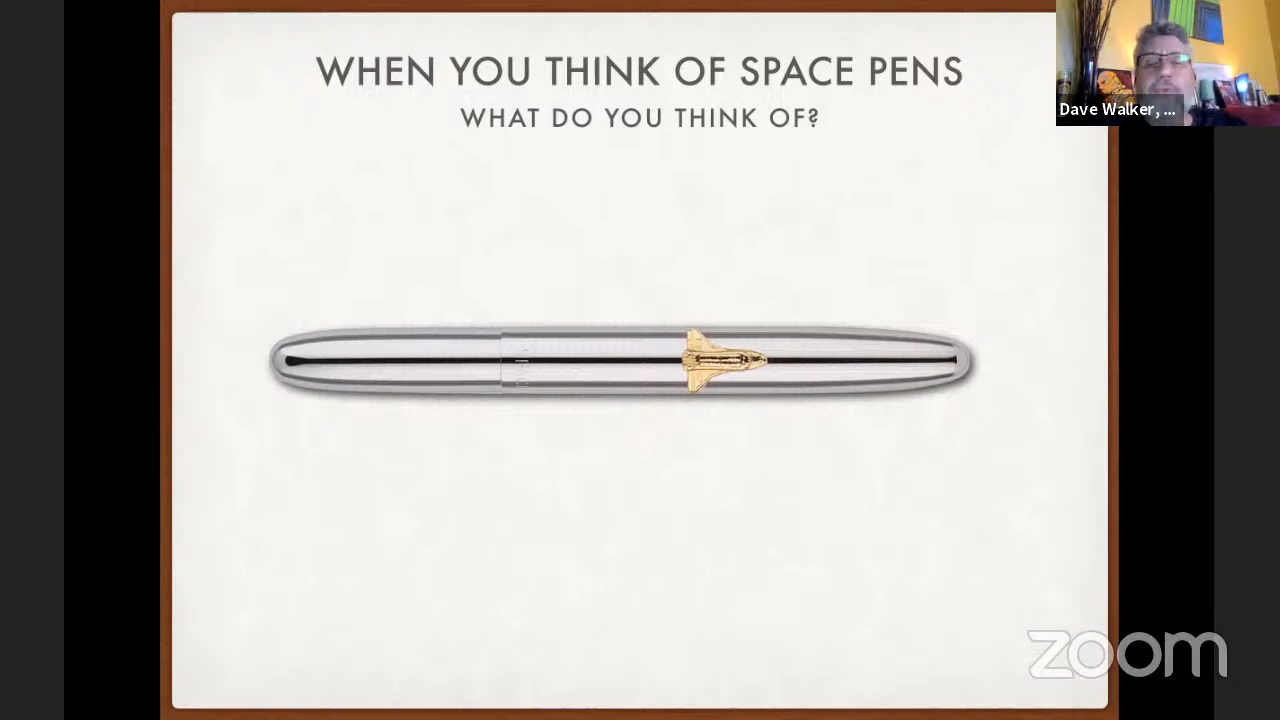 WHEN YOU THINK OF SPACE PENS
WHAT DO YOU THINK OF?
Dave Walker, ...
zoom